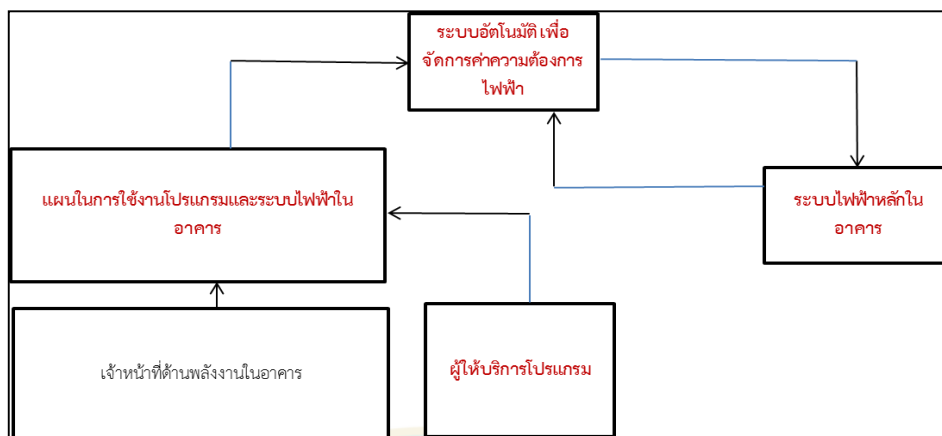 ระบบอัตโนมัติ เพื่อ
จัดการค่าความต้องการ
ไฟฟ้า
แผนในการใช้งานโปรแกรมและระบบไฟฟ้าใน
อาคาร
ระบบไฟฟ้าหลักใน
อาคาร
เจ้าหน้าที่ด้านพลังงานในอาคาร
ผู้ให้บริการโปรแกรม